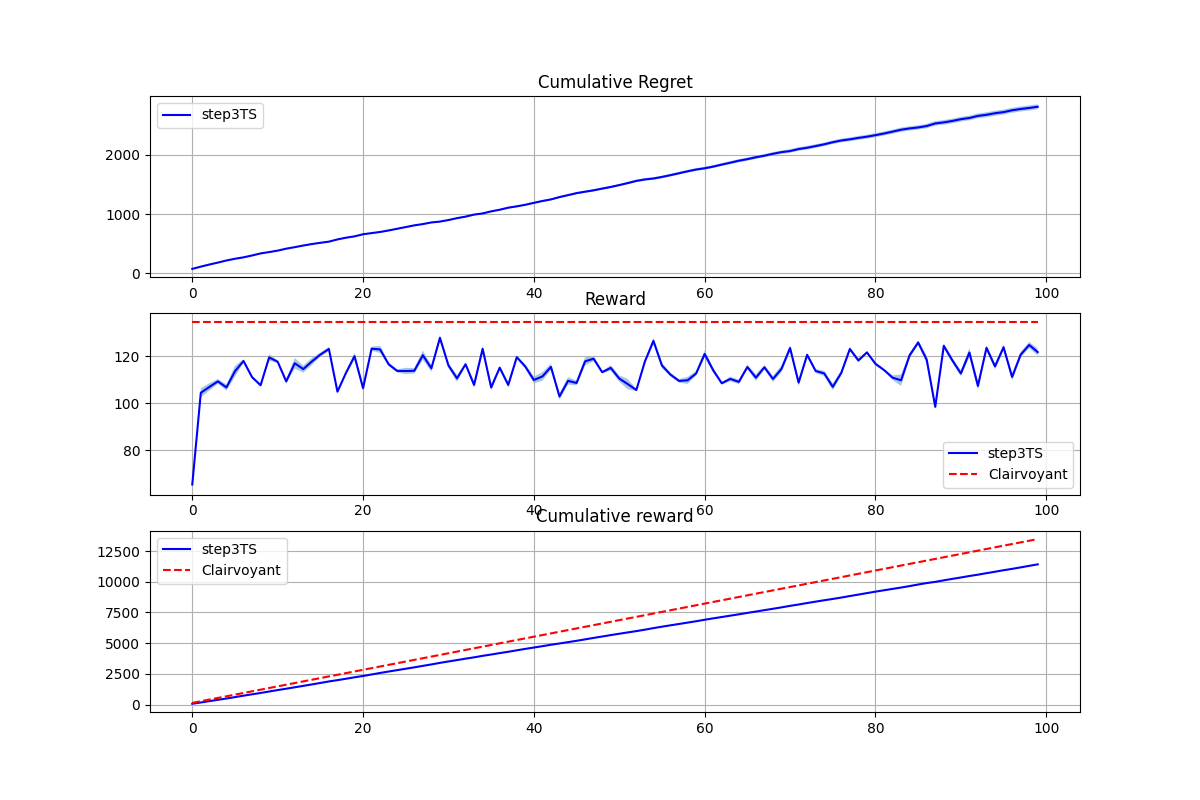 Cumulative Regret
step3TS
2000
1000
0
0 20 40 60 80 100
Reward
120
100
80
step3TS
Clairvoyant
0 20 40 60 80 100
Cumulative reward
12500
10000
7500
5000
2500
0
step3TS
Clairvoyant
0 20 40 60 80 100